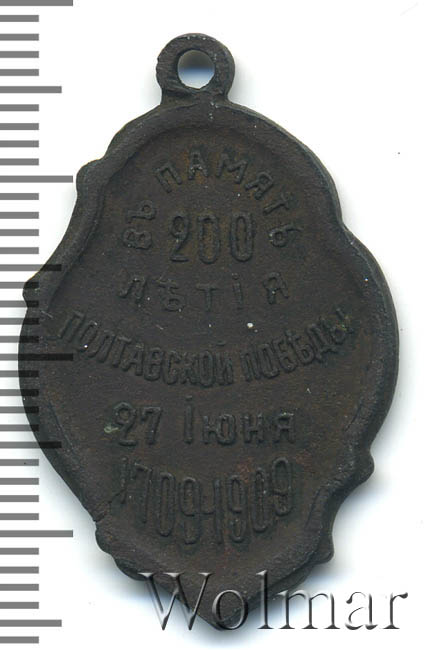 ВЪ ПАМЯТЬ
200
ЛѢТІЯ
ПОЛТАВСКОЙ ПОБѢДЫ
27 Іюня
1709-1909
Wolmar